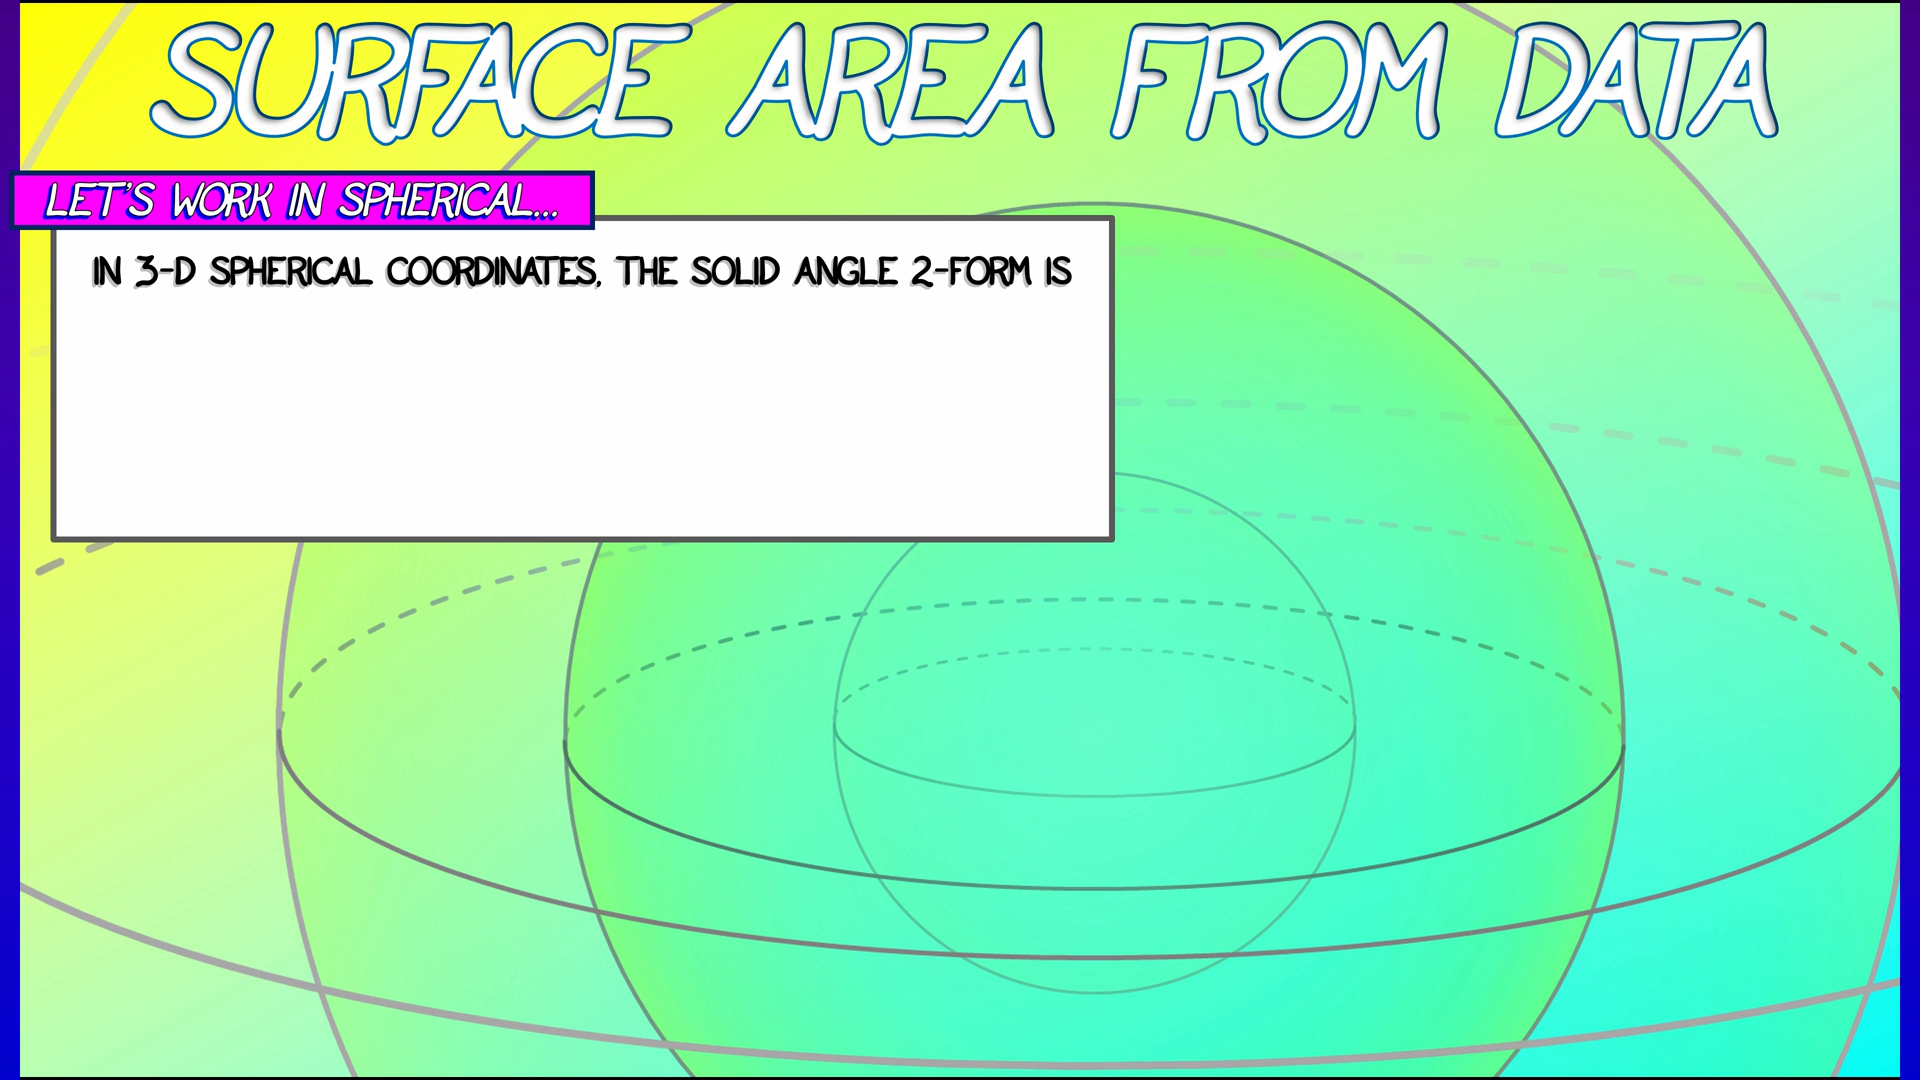 SURFACE AREA FROM DATA
LET'S WORK IN SPHERICAL...
IN 3-D SPHERICAL COORDINATES, THE SOLID ANGLE 2-FORM IS